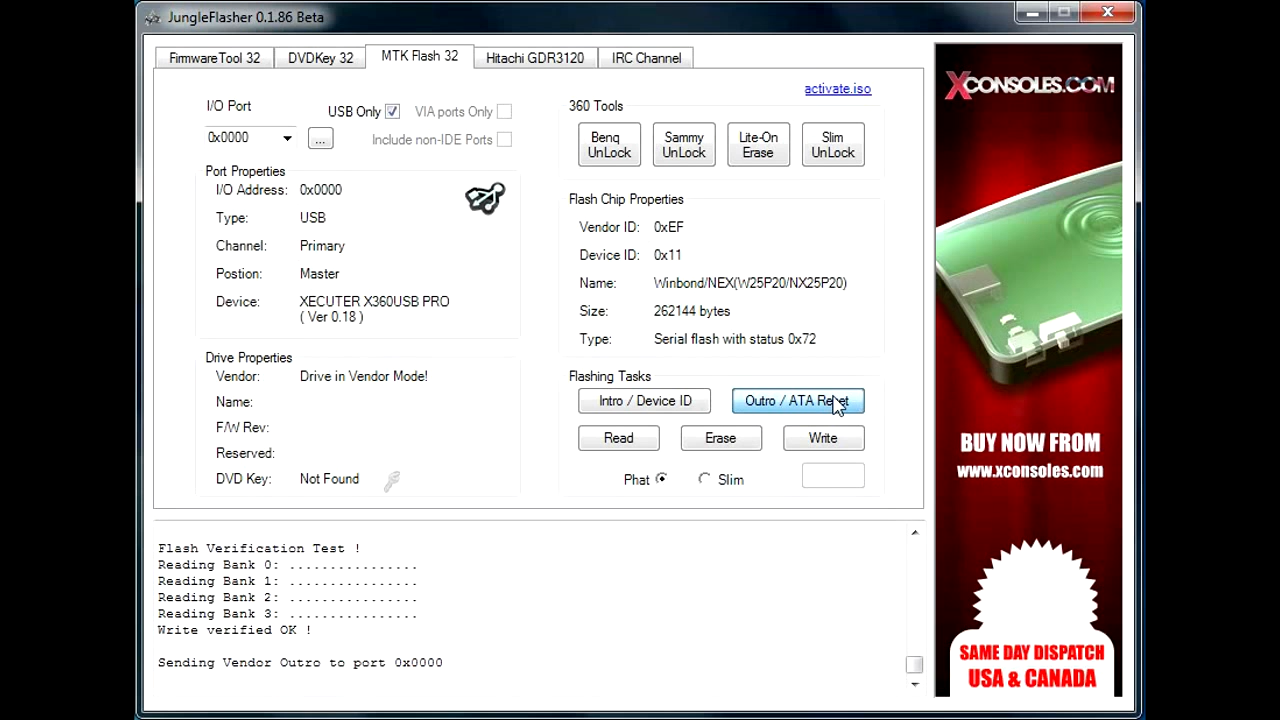 JungleFlasher 0.1.86 Beta
FirmwareTool 32
DVDKey 32
MTK Flash 32
Hitachi GDR3120
IRC Channel
activate.iso
I/O Port
USB Only
VIA ports Only
0x0000
...
Include non-IDE Ports
Port Properties
I/O Address: 0x0000
Type: USB
Channel: Primary
Postion: Master
Device: XECUTER X360USB PRO
( Ver 0.18 )
Drive Properties
Vendor: Drive in Vendor Mode!
Name:
F/W Rev:
Reserved:
DVD Key: Not Found
360 Tools
Benq
UnLock
Sammy
UnLock
Lite-On
Erase
Slim
UnLock
Flash Chip Properties
Vendor ID: 0xEF
Device ID: 0x11
Name: Winbond/NEX(W25P20/NX25P20)
Size: 262144 bytes
Type: Serial flash with status 0x72
Flashing Tasks
Intro / Device ID
Outro / ATA Reset
Read
Erase
Write
Phat
Slim
Flash Verification Test !
Reading Bank 0: ................
Reading Bank 1: ................
Reading Bank 2: ................
Reading Bank 3: ................
Write verified OK !
Sending Vendor Outro to port 0x0000
XCONSOLES.COM
BUY NOW FROM
www.xconsoles.com
SAME DAY DISPATCH
USA & CANADA